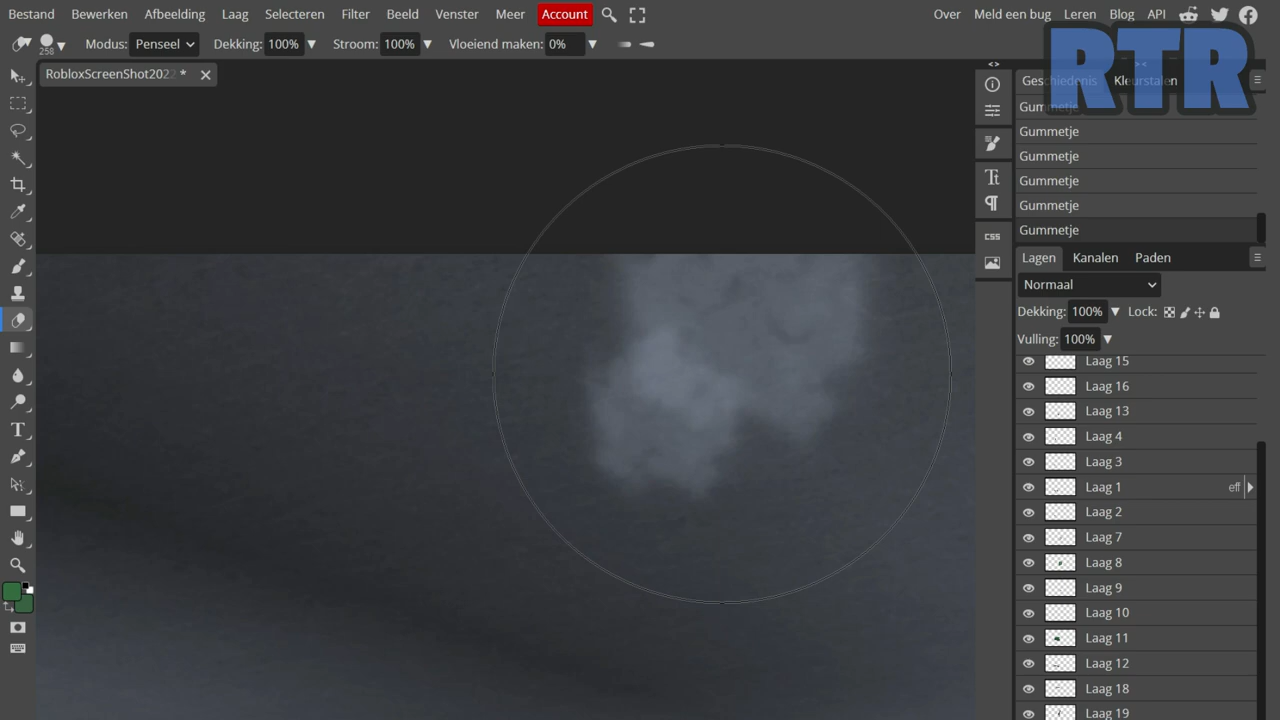 Bestand Bewerken Afbeelding Laag Selecteren Filter Beeld Venster Meer Account Over Meld een bug Leren Blog API
258 Modus: Penseel Dekking: 100% Stroom: 100% Vloeiend maken: 0%
RTR
RobloxScreenShot2022 *
Geschiedenis Kleurstalen
Gummetje
Gummetje
Gummetje
Gummetje
Gummetje
Gummetje
Lagen Kanalen Paden
Normaal
Dekking: 100% Lock:
Vulling: 100%
Laag 15
Laag 16
Laag 13
Laag 4
Laag 3
Laag 1 eff
Laag 2
Laag 7
Laag 8
Laag 9
Laag 10
Laag 11
Laag 12
Laag 18
Laag 19
CSS